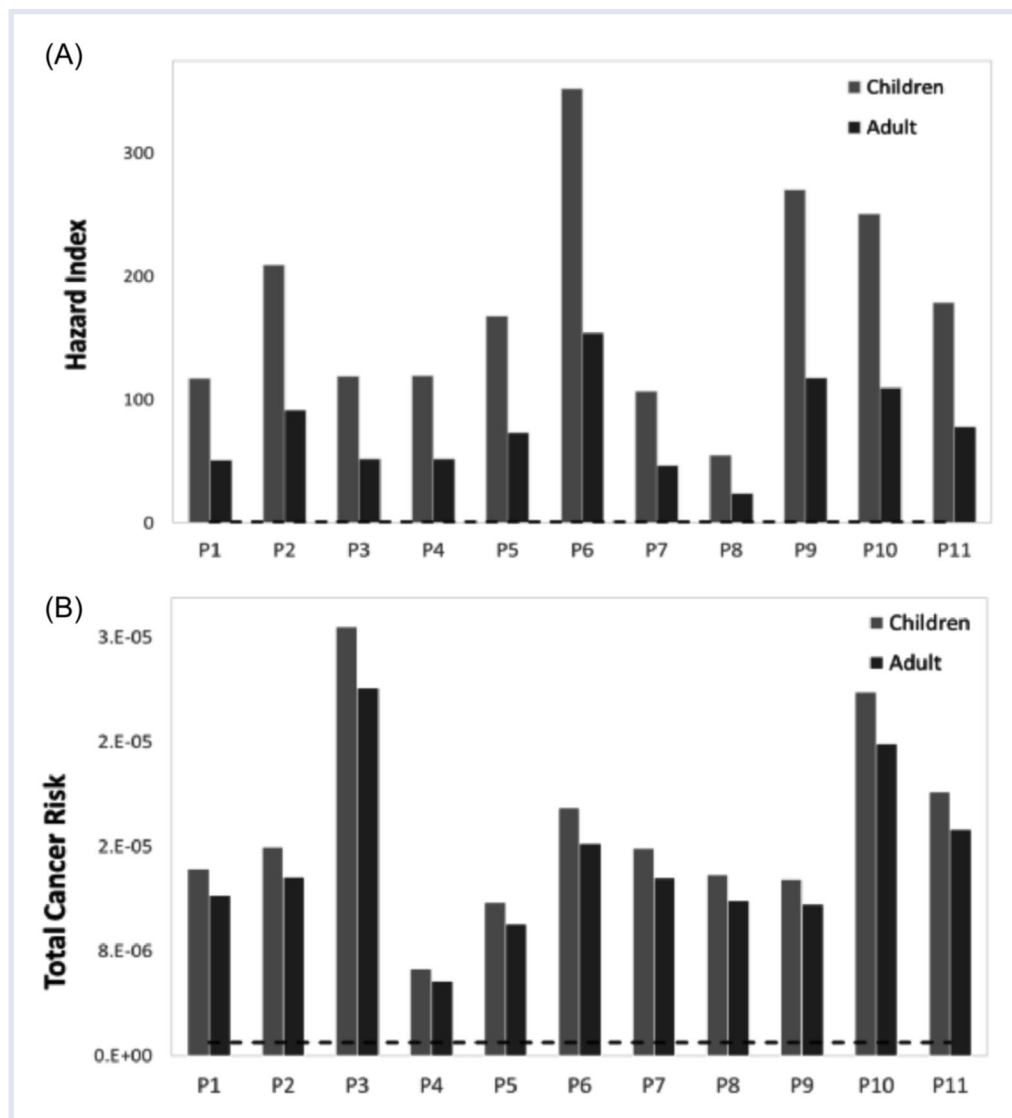 (A)
Children
Adult
300
200
100
0
Hazard Index
P1 P2 P3 P4 P5 P6 P7 P8 P9 P10 P11
(B)
Children
Adult
3.E-05
2.E-05
2.E-05
8.E-06
0.E+00
Total Cancer Risk
P1 P2 P3 P4 P5 P6 P7 P8 P9 P10 P11